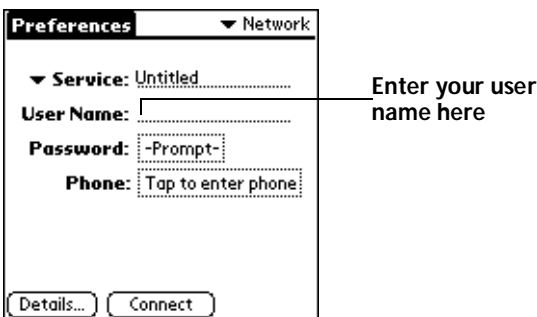 Preferences Network
Service: Untitled
User Name:
Password: -Prompt-
Phone: Tap to enter phone
Details... Connect
Enter your user
name here